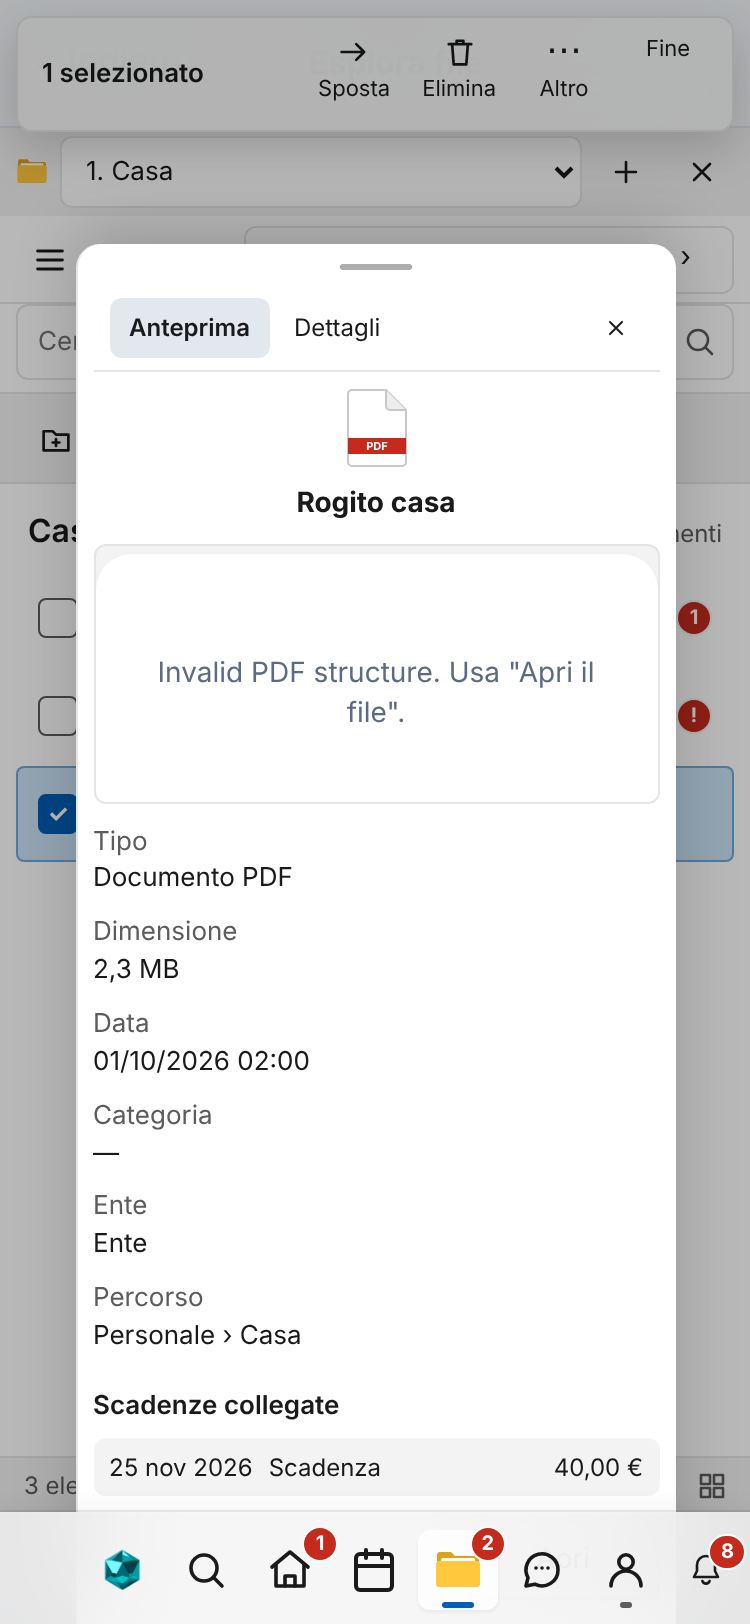 1 selezionato
Sposta
Elimina
Altro
Fine
1. Casa
›
Anteprima
Dettagli
PDF
Rogito casa
1
!
Invalid PDF structure. Usa "Apri il
file".
Tipo
Documento PDF
Dimensione
2,3 MB
Data
01/10/2026 02:00
Categoria
—
Ente
Ente
Percorso
Personale › Casa
Scadenze collegate
25 nov 2026 Scadenza 40,00 €
1
2
8